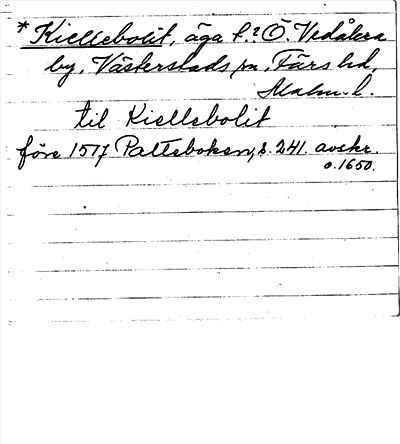 * Kiellebolit, äga f.? Ö. Vedåkra
by, Västerstads sn, Färs hd,
Malm. l.
til Kiellebolit
före 1517 Palteboken, s. 241. avskr.
o. 1650.